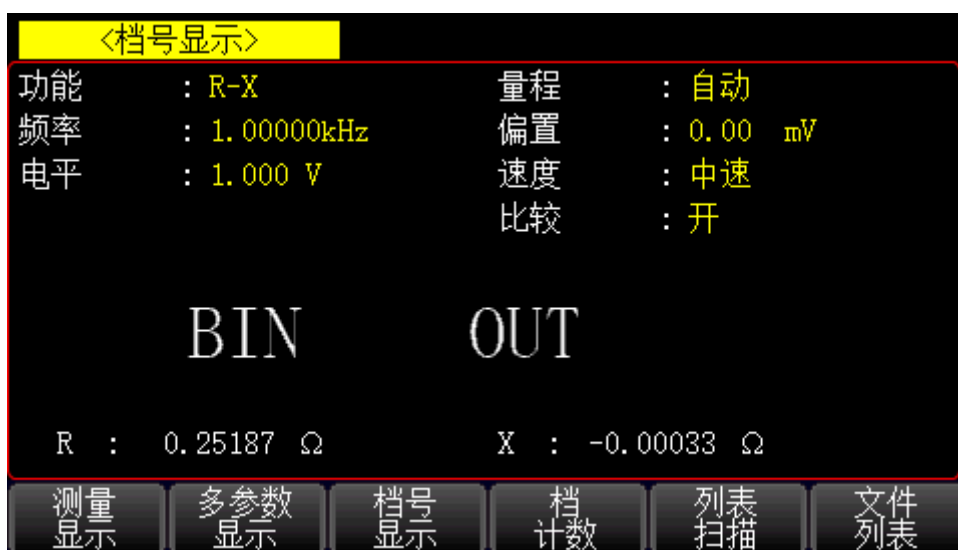 <档号显示>
功能 : R-X 量程 : 自动
频率 : 1.00000kHz 偏置 : 0.00 mV
电平 : 1.000 V 速度 : 中速
比较 : 开
BIN OUT
R : 0.25187 Ω X : -0.00033 Ω
测量 多参数 档号 档 列表 文件
显示 显示 显示 计数 扫描 列表